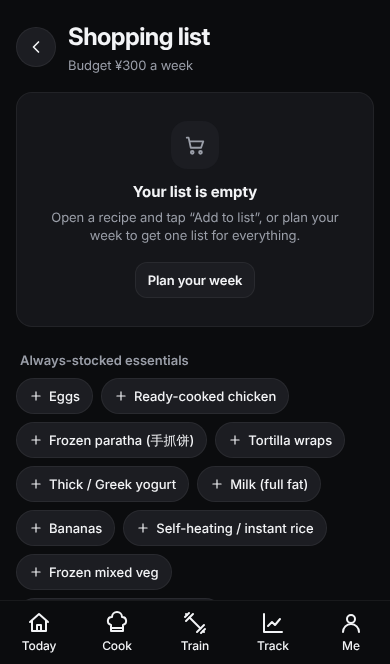 Shopping list
Budget ¥300 a week
Your list is empty
Open a recipe and tap “Add to list”, or plan your
week to get one list for everything.
Plan your week
Always-stocked essentials
+ Eggs
+ Ready-cooked chicken
+ Frozen paratha (手抓饼)
+ Tortilla wraps
+ Thick / Greek yogurt
+ Milk (full fat)
+ Bananas
+ Self-heating / instant rice
+ Frozen mixed veg
Today
Cook
Train
Track
Me